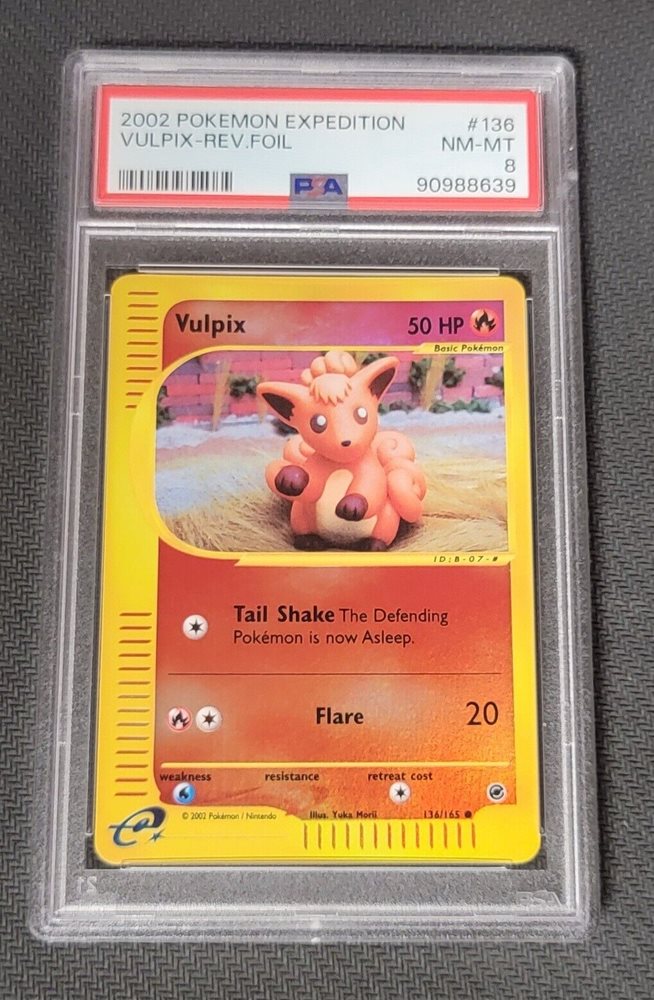 2002 POKEMON EXPEDITION #136
VULPIX-REV.FOIL NM-MT
8
PSA 90988639
Vulpix 50 HP
Basic Pokémon
ID:B-07-#
Tail Shake The Defending
Pokémon is now Asleep.
Flare 20
weakness resistance retreat cost
e
© 2002 Pokémon / Nintendo Illus. Yuka Morii 136/165